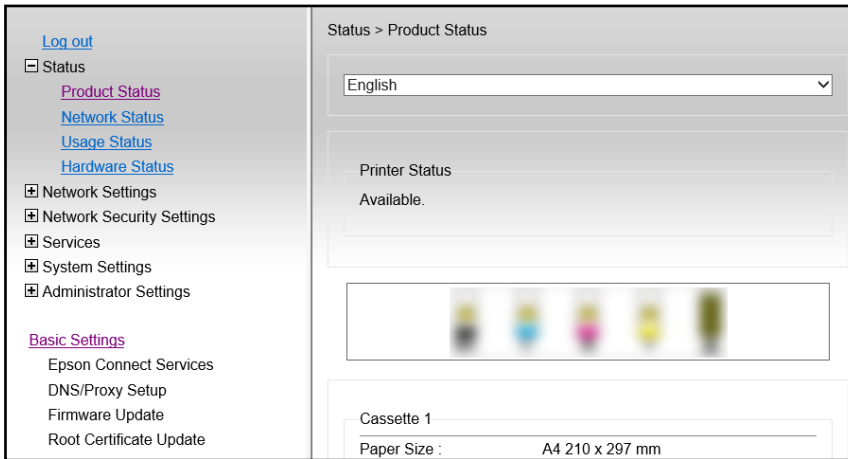 Log out
Status
Product Status
Network Status
Usage Status
Hardware Status
Network Settings
Network Security Settings
Services
System Settings
Administrator Settings
Basic Settings
Epson Connect Services
DNS/Proxy Setup
Firmware Update
Root Certificate Update
Status > Product Status
English
Printer Status
Available.
Cassette 1
Paper Size : A4 210 x 297 mm